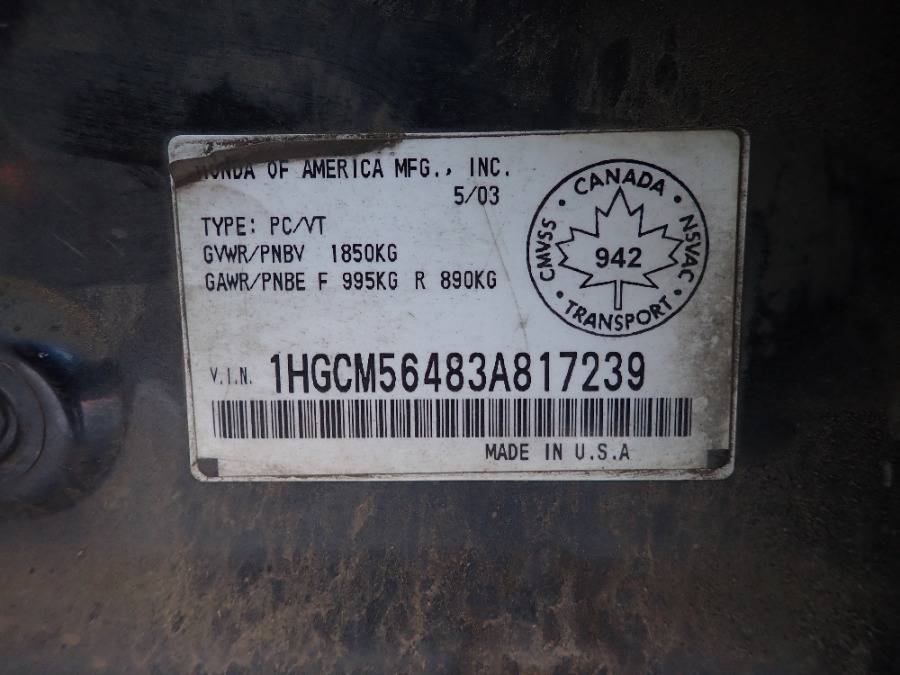 HONDA OF AMERICA MFG., INC.
5/03
TYPE: PC/VT
GVWR/PNBV 1850KG
GAWR/PNBE F 995KG R 890KG
CANADA
CMVSS
942
NSVAC
TRANSPORT
V.I.N. 1HGCM56483A817239
MADE IN U.S.A